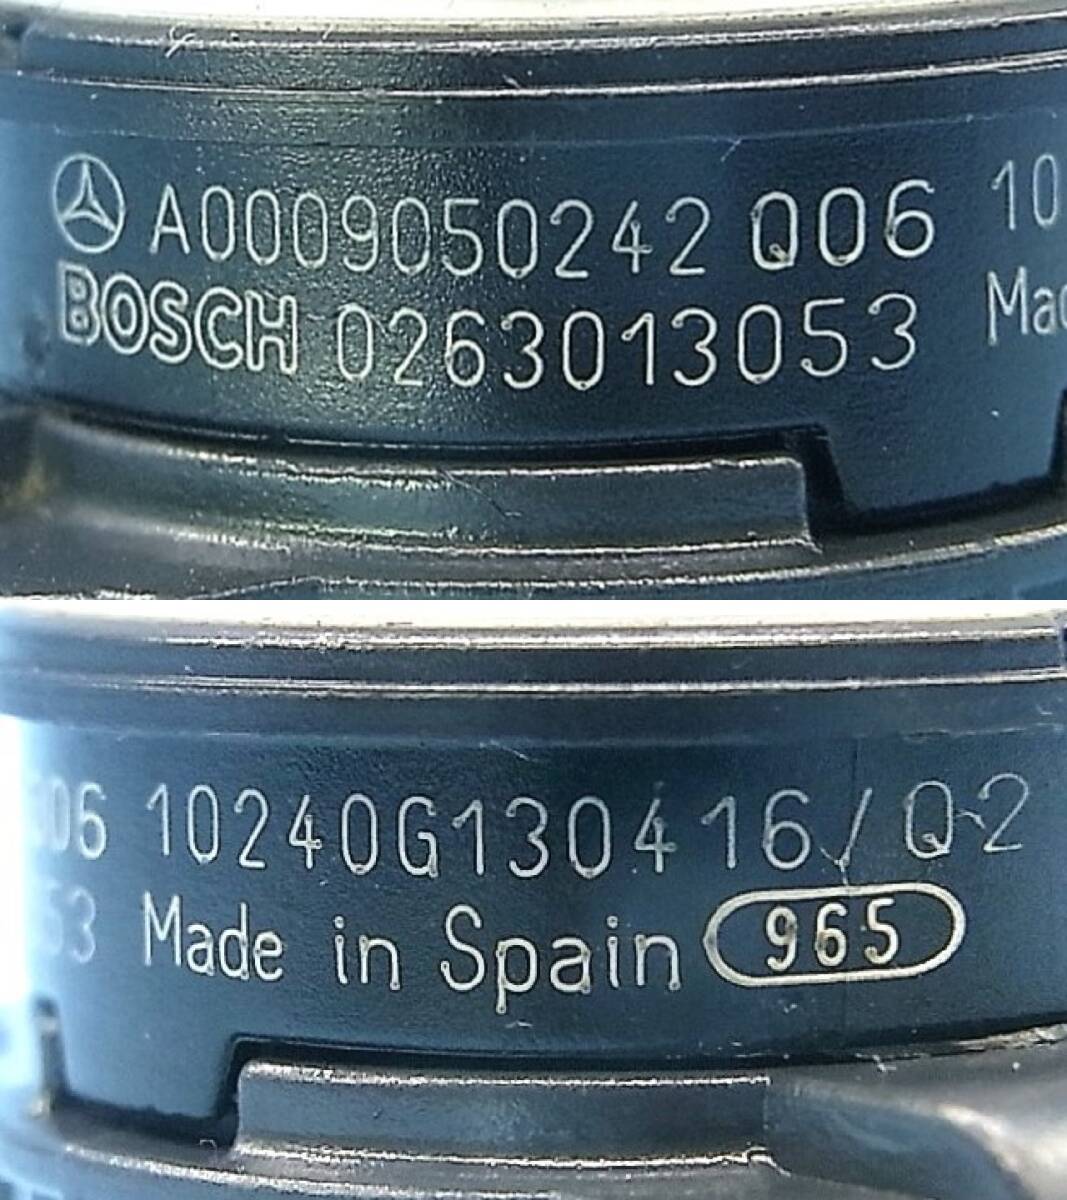 A0009050242 Q06 10
BOSCH 0263013053 Mad
06 10240G130416/Q2
53 Made in Spain 965